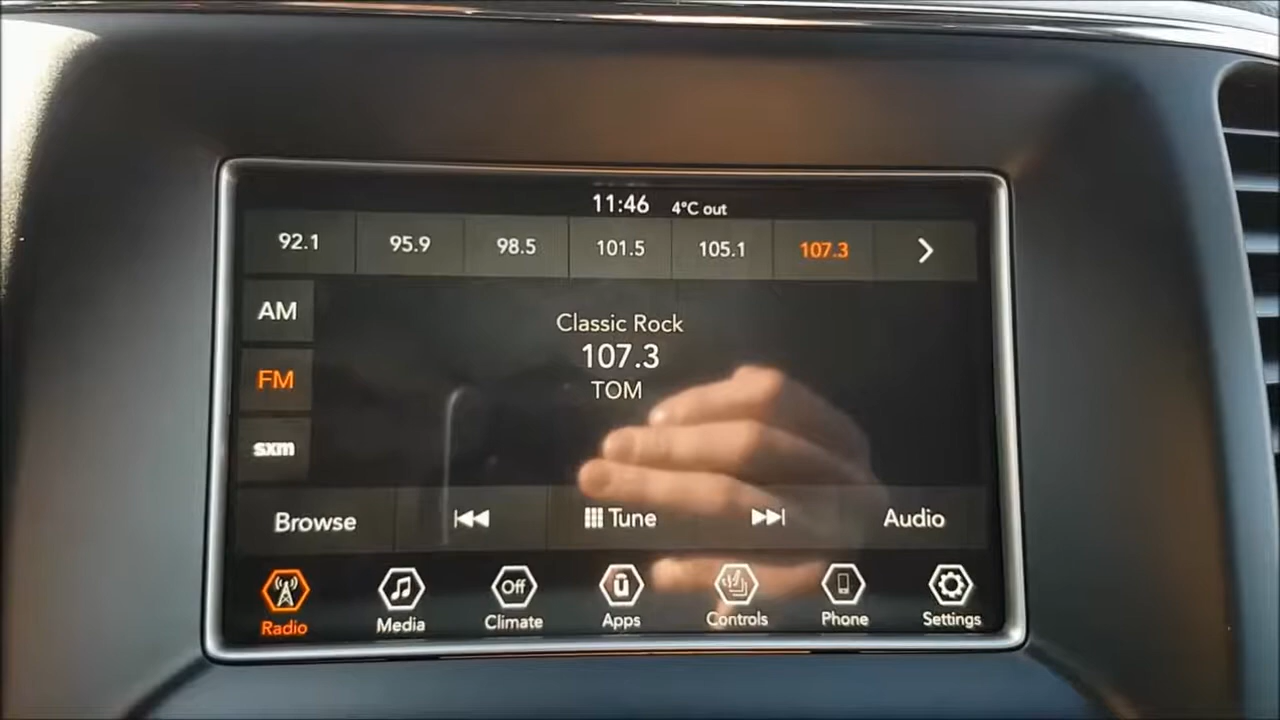 11:46 4°C out
92.1 95.9 98.5 101.5 105.1 107.3
AM
Classic Rock
107.3
FM
TOM
sxm
Browse Tune Audio
Off ū
Radio Media Climate Apps Controls Phone Settings